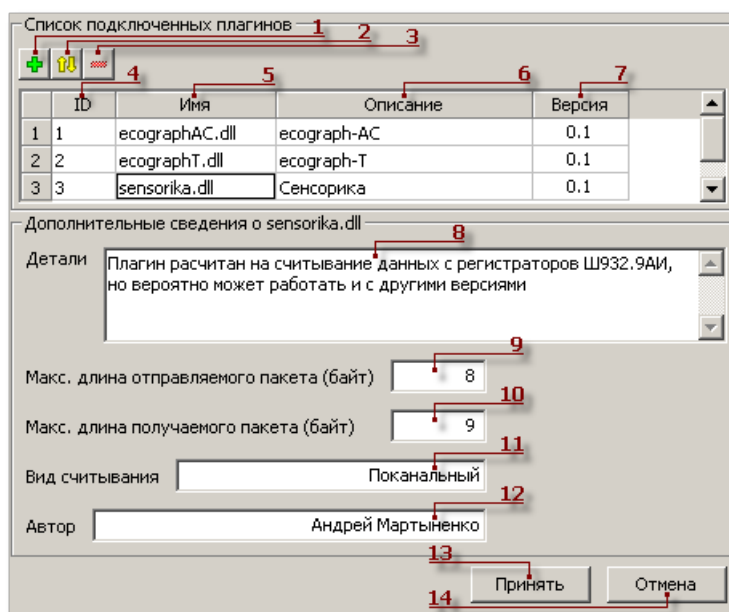 Список подключенных плагинов
1
2
3
4
5
6
7
ID Имя Описание Версия
1 1 ecographAC.dll ecograph-AC 0.1
2 2 ecographT.dll ecograph-T 0.1
3 3 sensorika.dll Сенсорика 0.1
Дополнительные сведения о sensorika.dll
8
Детали Плагин расчитан на считывание данных с регистраторов Ш932.9АИ,
но вероятно может работать и с другими версиями
9
Макс. длина отправляемого пакета (байт) 8
10
Макс. длина получаемого пакета (байт) 9
11
Вид считывания Поканальный
12
Автор Андрей Мартыненко
13
Принять Отмена
14